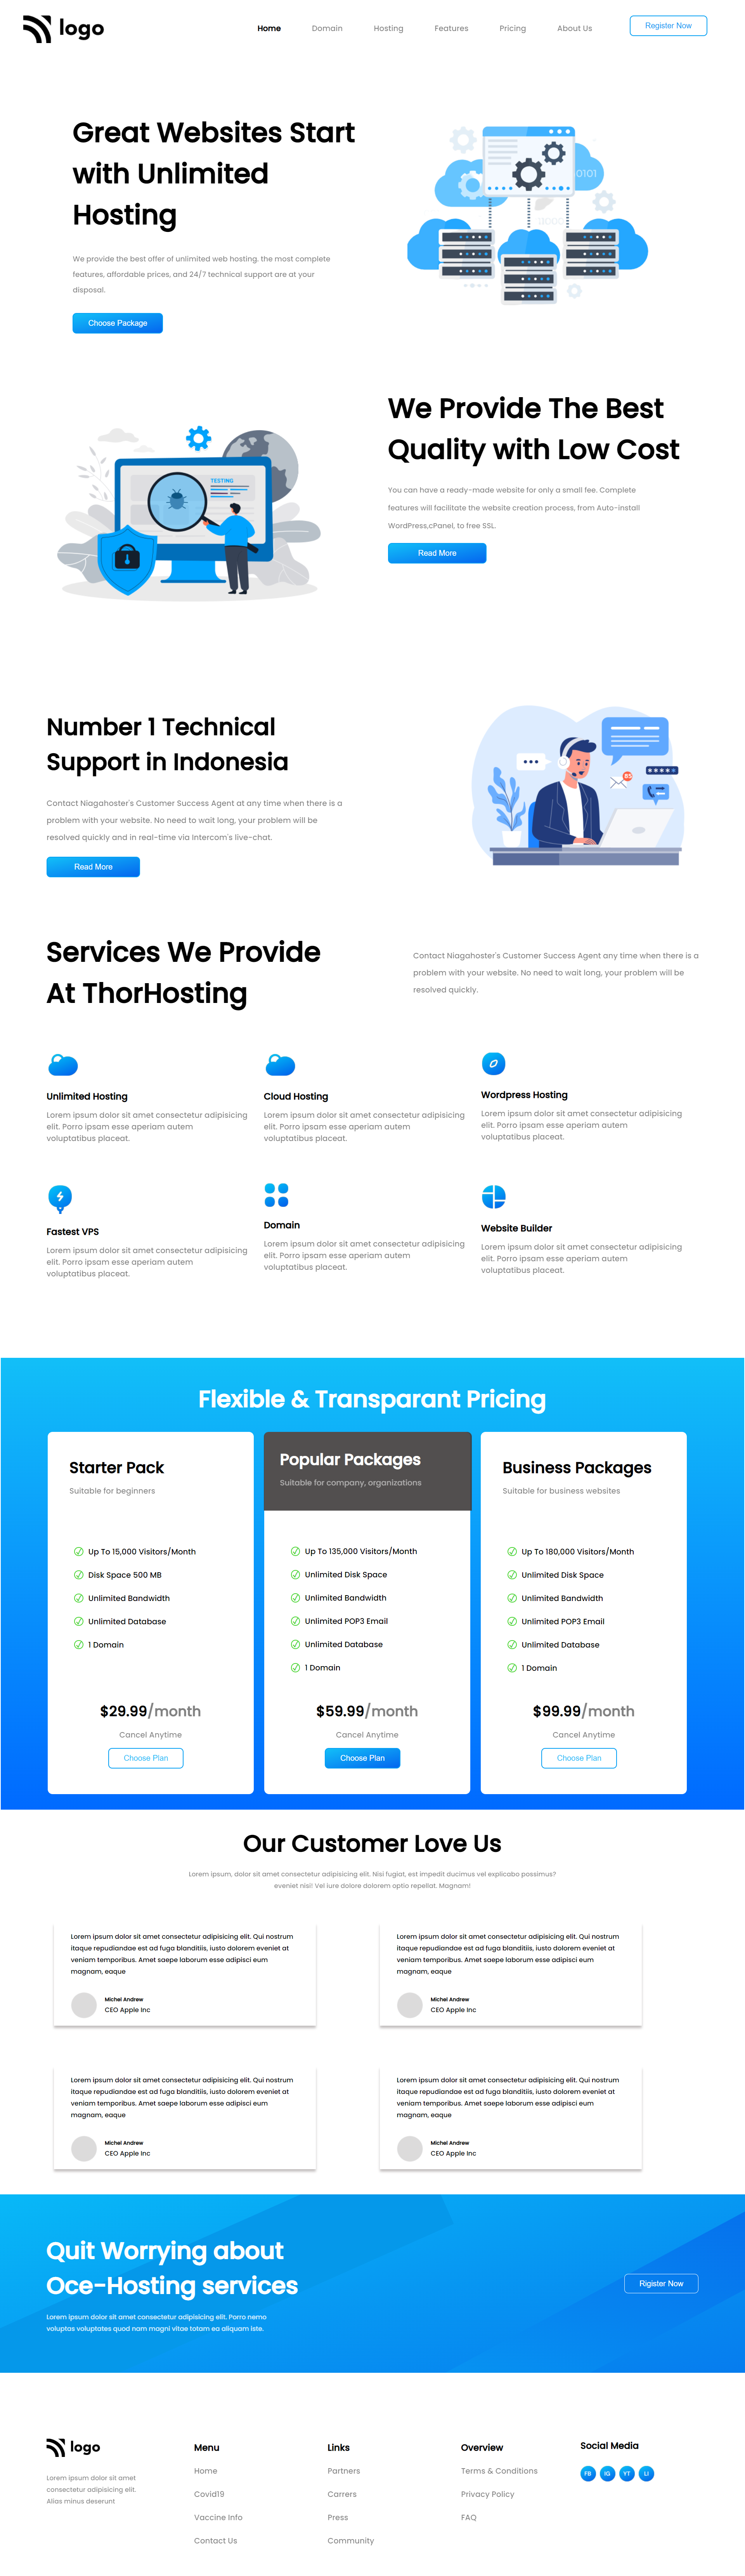 logo
Home
Domain
Hosting
Features
Pricing
About Us
Register Now
Great Websites Start
with Unlimited
Hosting
We provide the best offer of unlimited web hosting. the most complete
features, affordable prices, and 24/7 technical support are at your
disposal.
Choose Package
0101
We Provide The Best
Quality with Low Cost
You can have a ready-made website for only a small fee. Complete
features will facilitate the website creation process, from Auto-install
WordPress,cPanel, to free SSL.
Read More
TESTING
Number 1 Technical
Support in Indonesia
Contact Niagahoster's Customer Success Agent at any time when there is a
problem with your website. No need to wait long, your problem will be
resolved quickly and in real-time via Intercom's live-chat.
Read More
Services We Provide
At ThorHosting
Contact Niagahoster's Customer Success Agent any time when there is a
problem with your website. No need to wait long, your problem will be
resolved quickly.
Unlimited Hosting
Lorem ipsum dolor sit amet consectetur adipisicing
elit. Porro ipsam esse aperiam autem
voluptatibus placeat.
Cloud Hosting
Lorem ipsum dolor sit amet consectetur adipisicing
elit. Porro ipsam esse aperiam autem
voluptatibus placeat.
Wordpress Hosting
Lorem ipsum dolor sit amet consectetur adipisicing
elit. Porro ipsam esse aperiam autem
voluptatibus placeat.
Fastest VPS
Lorem ipsum dolor sit amet consectetur adipisicing
elit. Porro ipsam esse aperiam autem
voluptatibus placeat.
Domain
Lorem ipsum dolor sit amet consectetur adipisicing
elit. Porro ipsam esse aperiam autem
voluptatibus placeat.
Website Builder
Lorem ipsum dolor sit amet consectetur adipisicing
elit. Porro ipsam esse aperiam autem
voluptatibus placeat.
Flexible & Transparant Pricing
Starter Pack
Suitable for beginners
Up To 15,000 Visitors/Month
Disk Space 500 MB
Unlimited Bandwidth
Unlimited Database
1 Domain
$29.99/month
Cancel Anytime
Choose Plan
Popular Packages
Suitable for company, organizations
Up To 135,000 Visitors/Month
Unlimited Disk Space
Unlimited Bandwidth
Unlimited POP3 Email
Unlimited Database
1 Domain
$59.99/month
Cancel Anytime
Choose Plan
Business Packages
Suitable for business websites
Up To 180,000 Visitors/Month
Unlimited Disk Space
Unlimited Bandwidth
Unlimited POP3 Email
Unlimited Database
1 Domain
$99.99/month
Cancel Anytime
Choose Plan
Our Customer Love Us
Lorem ipsum, dolor sit amet consectetur adipisicing elit. Nisi fugiat, est impedit ducimus vel explicabo possimus?
eveniet nisi! Vel iure dolore dolorem optio repellat. Magnam!
Lorem ipsum dolor sit amet consectetur adipisicing elit. Qui nostrum
itaque repudiandae est ad fuga blanditiis, iusto dolorem eveniet at
veniam temporibus. Amet saepe laborum esse adipisci eum
magnam, eaque
Michel Andrew
CEO Apple Inc
Lorem ipsum dolor sit amet consectetur adipisicing elit. Qui nostrum
itaque repudiandae est ad fuga blanditiis, iusto dolorem eveniet at
veniam temporibus. Amet saepe laborum esse adipisci eum
magnam, eaque
Michel Andrew
CEO Apple Inc
Lorem ipsum dolor sit amet consectetur adipisicing elit. Qui nostrum
itaque repudiandae est ad fuga blanditiis, iusto dolorem eveniet at
veniam temporibus. Amet saepe laborum esse adipisci eum
magnam, eaque
Michel Andrew
CEO Apple Inc
Lorem ipsum dolor sit amet consectetur adipisicing elit. Qui nostrum
itaque repudiandae est ad fuga blanditiis, iusto dolorem eveniet at
veniam temporibus. Amet saepe laborum esse adipisci eum
magnam, eaque
Michel Andrew
CEO Apple Inc
Quit Worrying about
Oce-Hosting services
Lorem ipsum dolor sit amet consectetur adipisicing elit. Porro nemo
voluptas voluptates quod nam magni vitae totam ea aliquam iste.
Rigister Now
logo
Lorem ipsum dolor sit amet
consectetur adipisicing elit.
Alias minus deserunt
Menu
Home
Covid19
Vaccine Info
Contact Us
Links
Partners
Carrers
Press
Community
Overview
Terms & Conditions
Privacy Policy
FAQ
Social Media
FB
IG
YT
LI